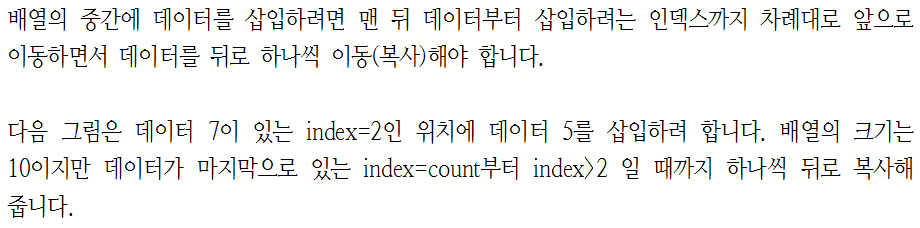 배열의 중간에 데이터를 삽입하려면 맨 뒤 데이터부터 삽입하려는 인덱스까지 차례대로 앞으로
이동하면서 데이터를 뒤로 하나씩 이동(복사)해야 합니다.
다음 그림은 데이터 7이 있는 index=2인 위치에 데이터 5를 삽입하려 합니다. 배열의 크기는
10이지만 데이터가 마지막으로 있는 index=count부터 index>2 일 때까지 하나씩 뒤로 복사해
줍니다.